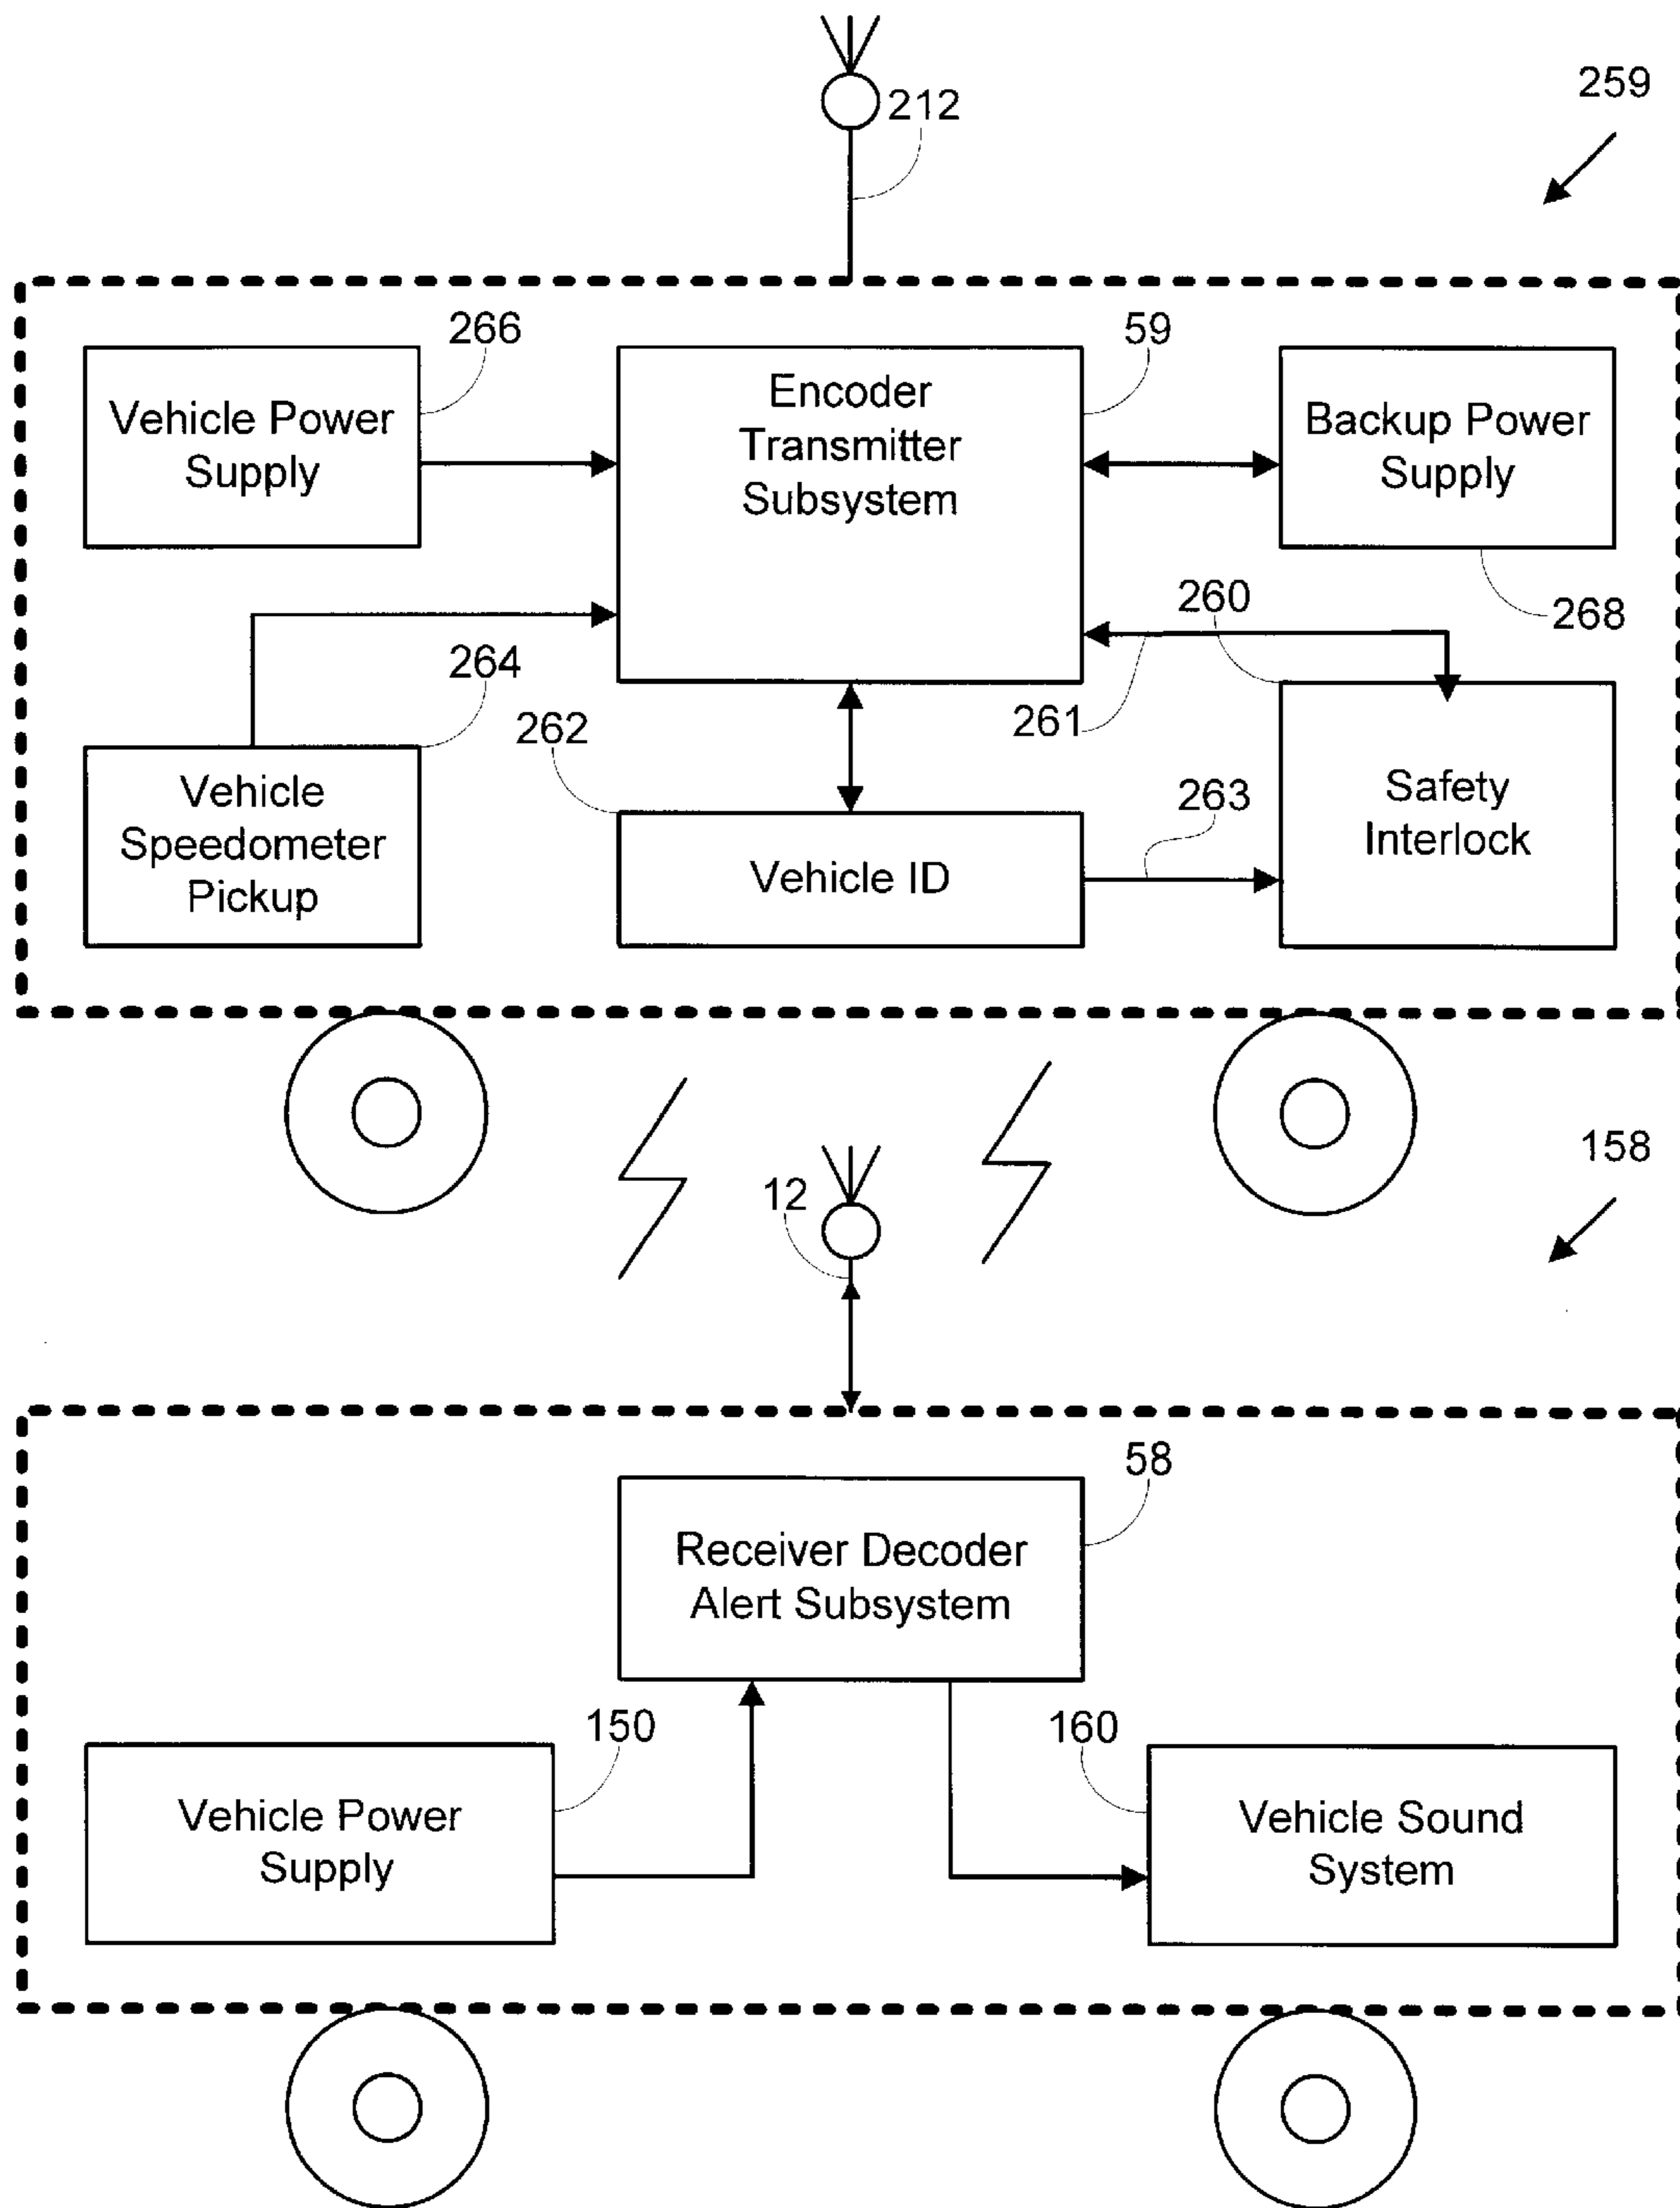 259
212
266
Vehicle Power
Supply
Encoder
Transmitter
Subsystem
59
Backup Power
Supply
268
260
261
264
Vehicle
Speedometer
Pickup
262
Vehicle ID
263
Safety
Interlock
158
12
58
Receiver Decoder
Alert Subsystem
150
Vehicle Power
Supply
160
Vehicle Sound
System